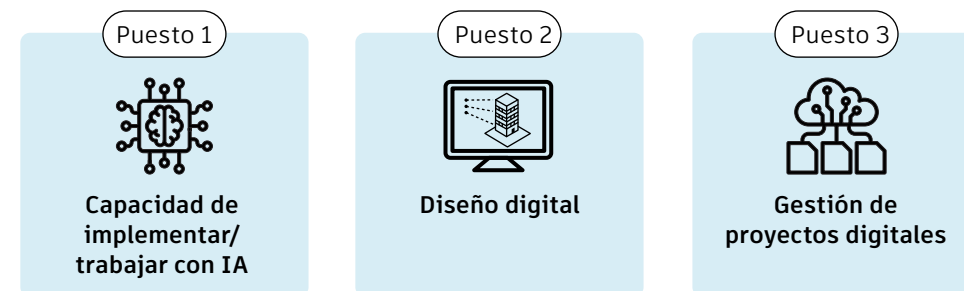 Puesto 1
Capacidad de
implementar/
trabajar con IA
Puesto 2
Diseño digital
Puesto 3
Gestión de
proyectos digitales